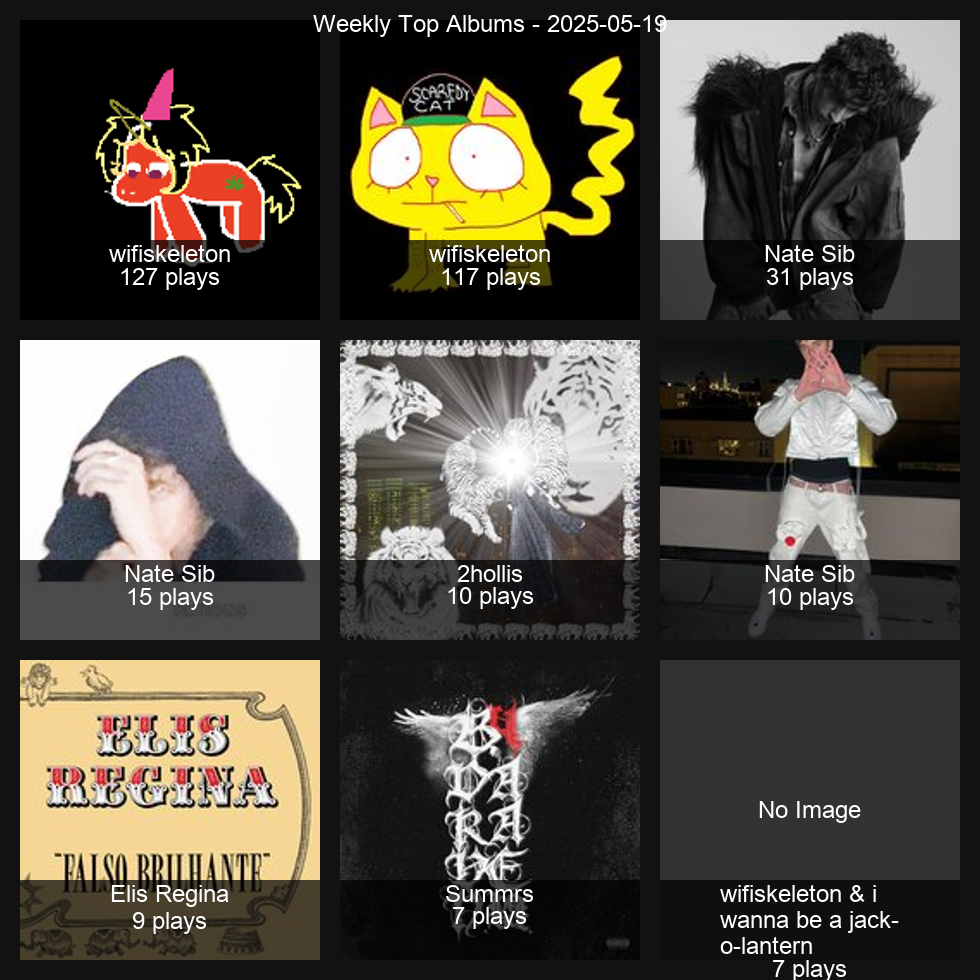 Weekly Top Albums - 2025-05-19
SCAREDY
CAT
wifiskeleton
127 plays
wifiskeleton
117 plays
Nate Sib
31 plays
Nate Sib
15 plays
2hollis
10 plays
Nate Sib
10 plays
ELIS
REGINA
"FALSO BRILHANTE"
Elis Regina
9 plays
Summrs
7 plays
No Image
wifiskeleton & i
wanna be a jack-
o-lantern
7 plays